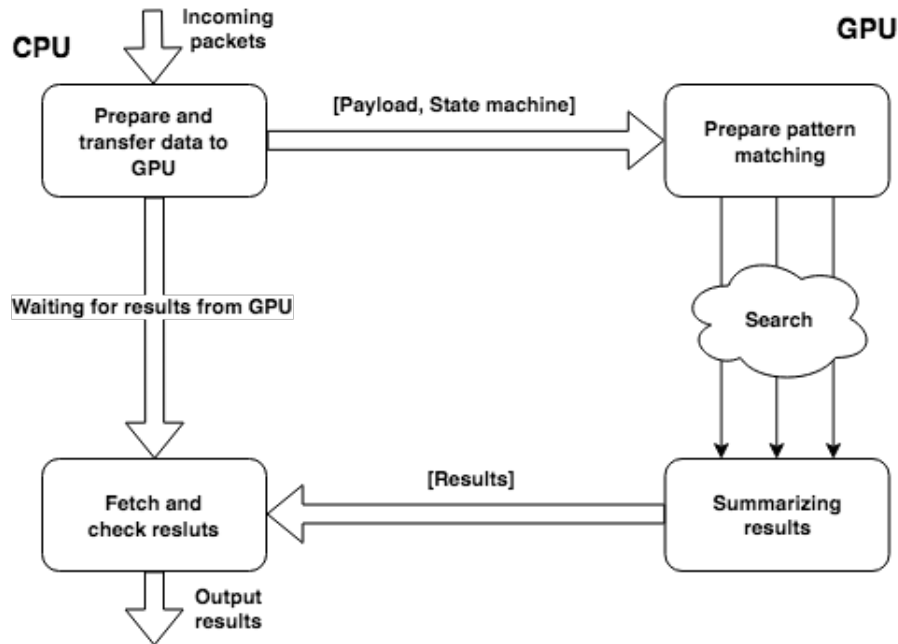 Incoming
packets
CPU
GPU
Prepare and
transfer data to
GPU
[Payload, State machine]
Prepare pattern
matching
Waiting for results from GPU
Search
Fetch and
check resluts
[Results]
Summarizing
results
Output
results